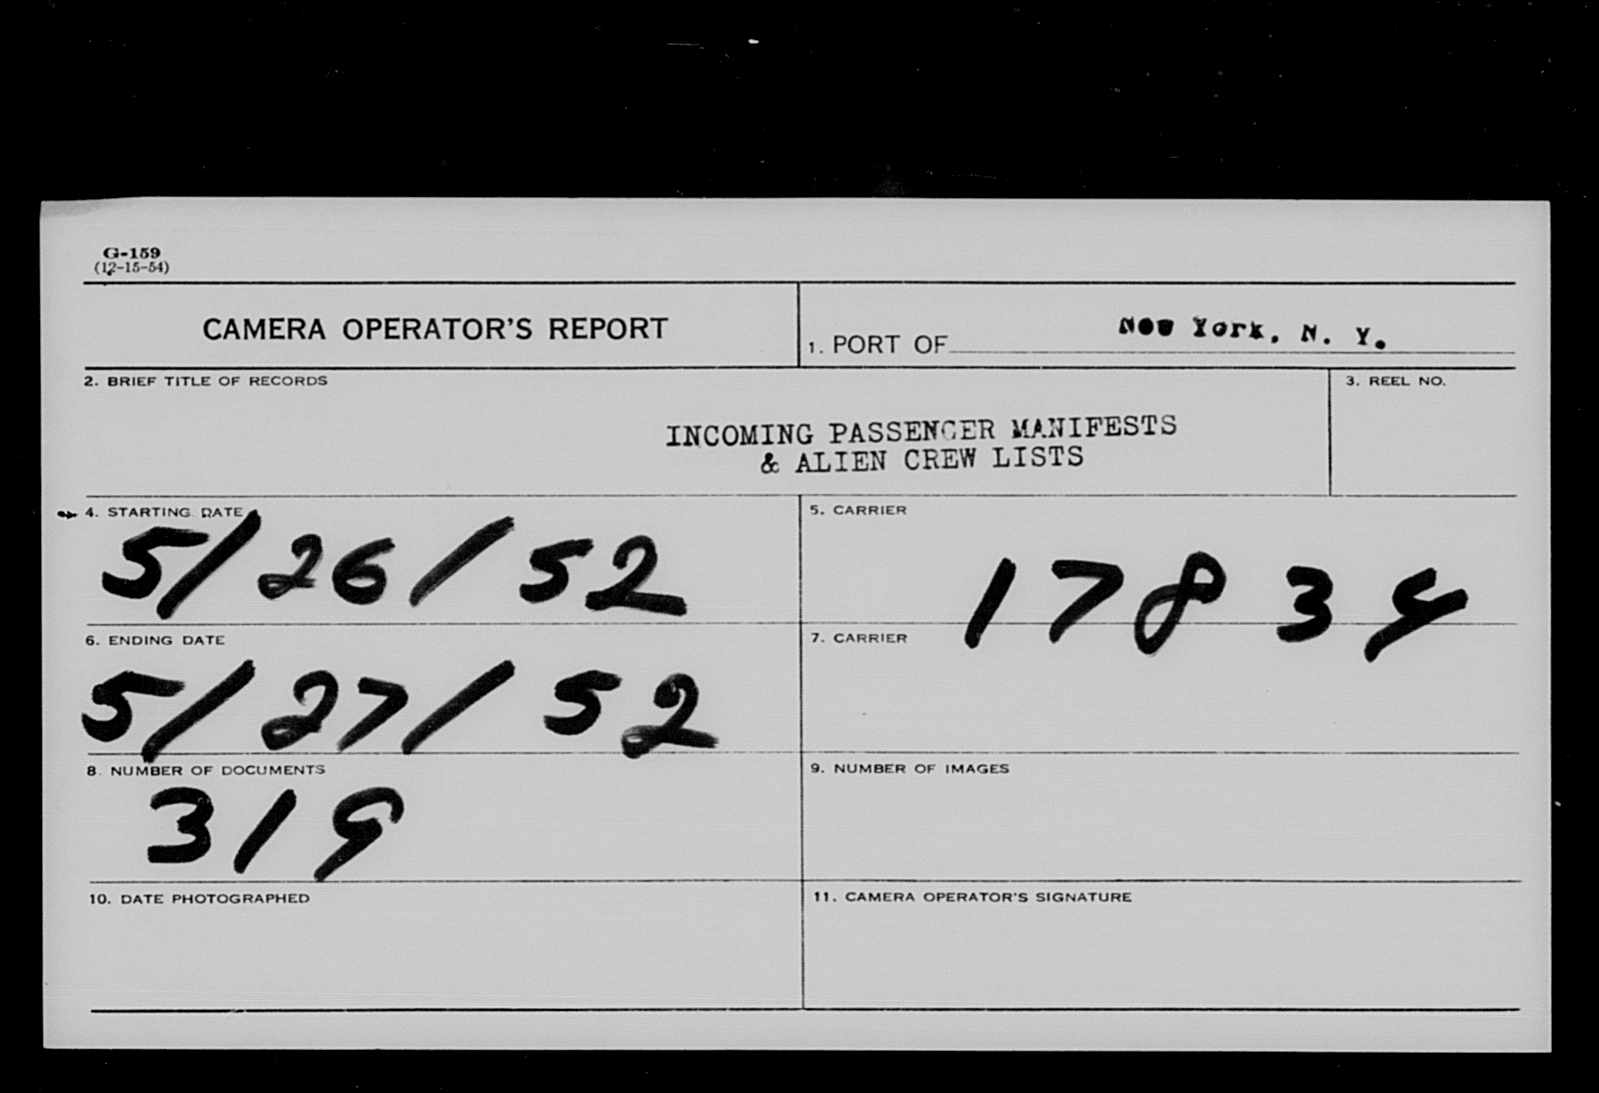 G-159
(12-15-54)
CAMERA OPERATOR'S REPORT
1. PORT OF New York, N. Y.
2. BRIEF TITLE OF RECORDS
3. REEL NO.
INCOMING PASSENGER MANIFESTS
& ALIEN CREW LISTS
4. STARTING DATE
5/26/52
5. CARRIER
17834
6. ENDING DATE
5/27/52
7. CARRIER
8. NUMBER OF DOCUMENTS
319
9. NUMBER OF IMAGES
10. DATE PHOTOGRAPHED
11. CAMERA OPERATOR'S SIGNATURE